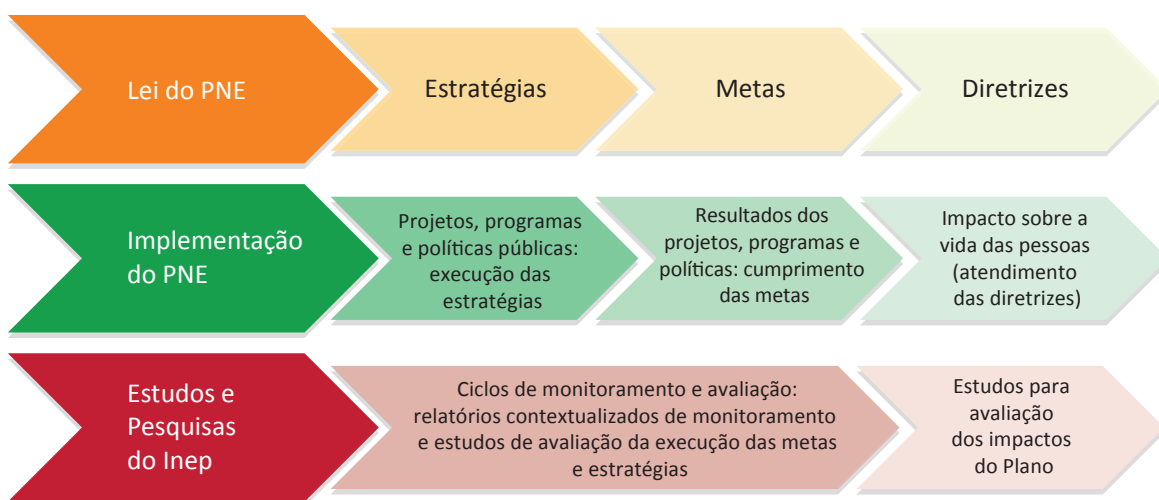 Lei do PNE
Estratégias
Metas
Diretrizes
Implementação
do PNE
Projetos, programas
e políticas públicas:
execução das
estratégias
Resultados dos
projetos, programas e
políticas: cumprimento
das metas
Impacto sobre a
vida das pessoas
(atendimento
das diretrizes)
Estudos e
Pesquisas
do Inep
Ciclos de monitoramento e avaliação:
relatórios contextualizados de monitoramento
e estudos de avaliação da execução das metas
e estratégias
Estudos para
avaliação
dos impactos
do Plano